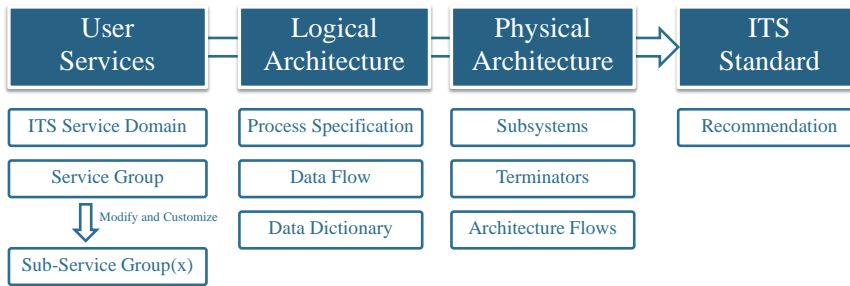 User
Services
Logical
Architecture
Physical
Architecture
ITS
Standard
ITS Service Domain
Process Specification
Subsystems
Recommendation
Service Group
Data Flow
Terminators
Modify and Customize
Data Dictionary
Architecture Flows
Sub-Service Group(x)